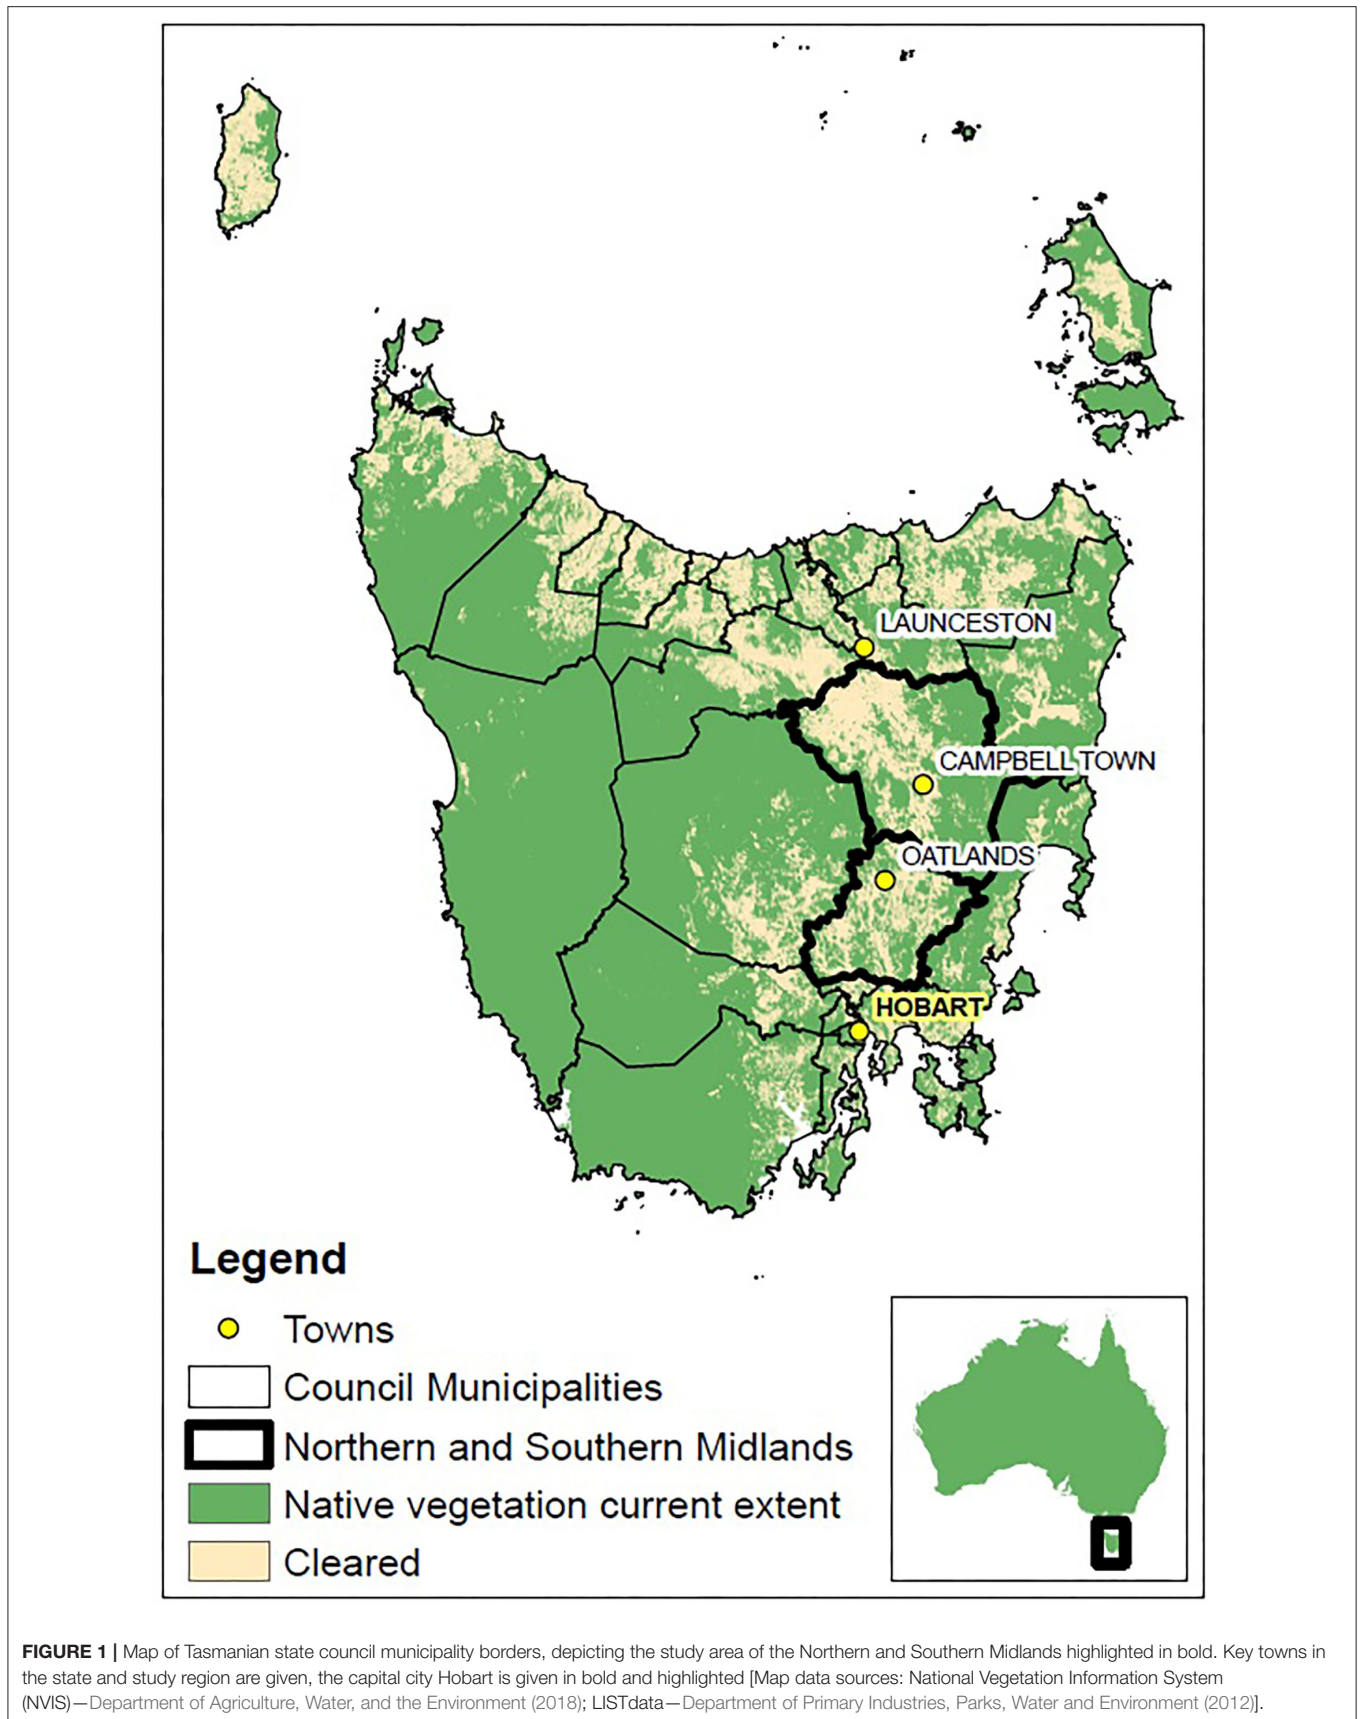 LAUNCESTON
CAMPBELL TOWN
OATLANDS
HOBART
Legend
Towns
Council Municipalities
Northern and Southern Midlands
Native vegetation current extent
Cleared
FIGURE 1 | Map of Tasmanian state council municipality borders, depicting the study area of the Northern and Southern Midlands highlighted in bold. Key towns in
the state and study region are given, the capital city Hobart is given in bold and highlighted [Map data sources: National Vegetation Information System
(NVIS)—Department of Agriculture, Water, and the Environment (2018); LISTdata—Department of Primary Industries, Parks, Water and Environment (2012)].